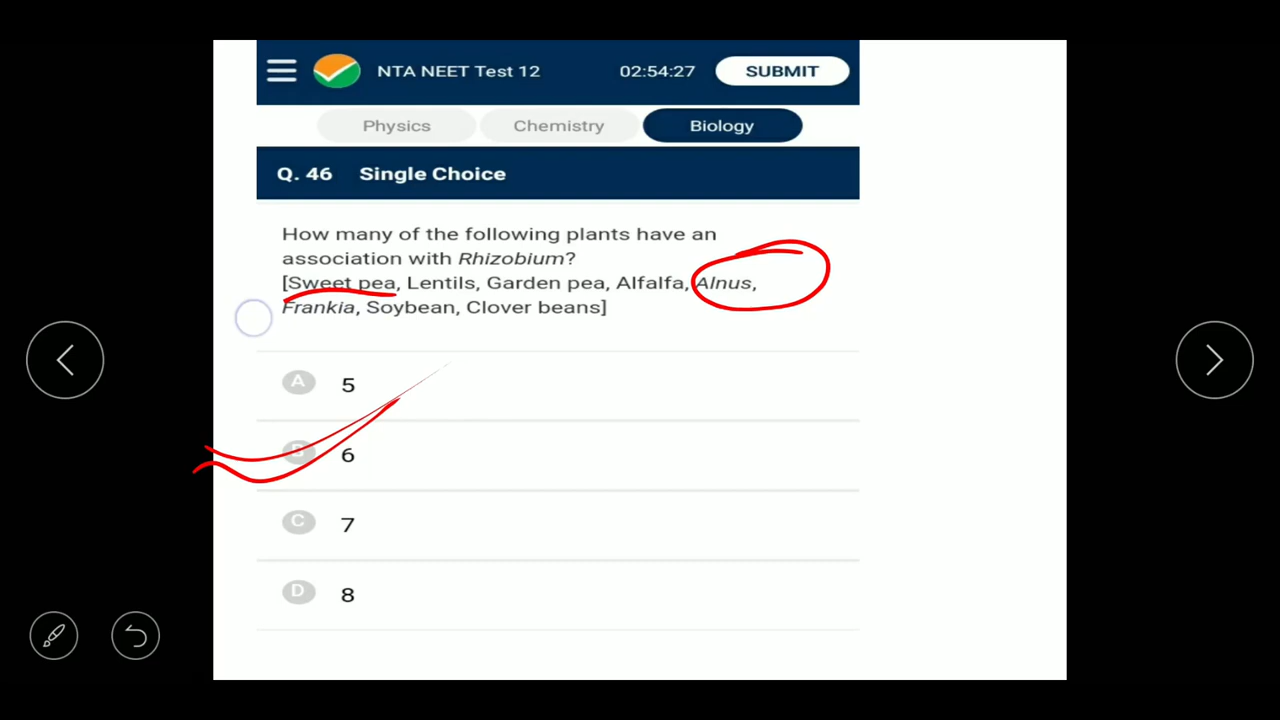 NTA NEET Test 12 02:54:27 SUBMIT
Physics Chemistry Biology
Q. 46 Single Choice
How many of the following plants have an
association with Rhizobium?
[Sweet pea, Lentils, Garden pea, Alfalfa, Alnus,
Frankia, Soybean, Clover beans]
A 5
B 6
C 7
D 8